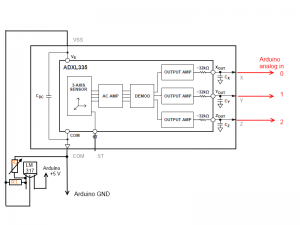 VSS
Arduino
analog in
VS
ADXL335
3-AXIS
SENSOR
AC AMP
DEMOD
OUTPUT AMP
~32kΩ
XOUT
CX
X
0
CDC
OUTPUT AMP
~32kΩ
YOUT
CY
Y
1
OUTPUT AMP
~32kΩ
ZOUT
CZ
Z
2
COM
ST
COM
ST
LM
317
Arduino
+5 V
Arduino GND